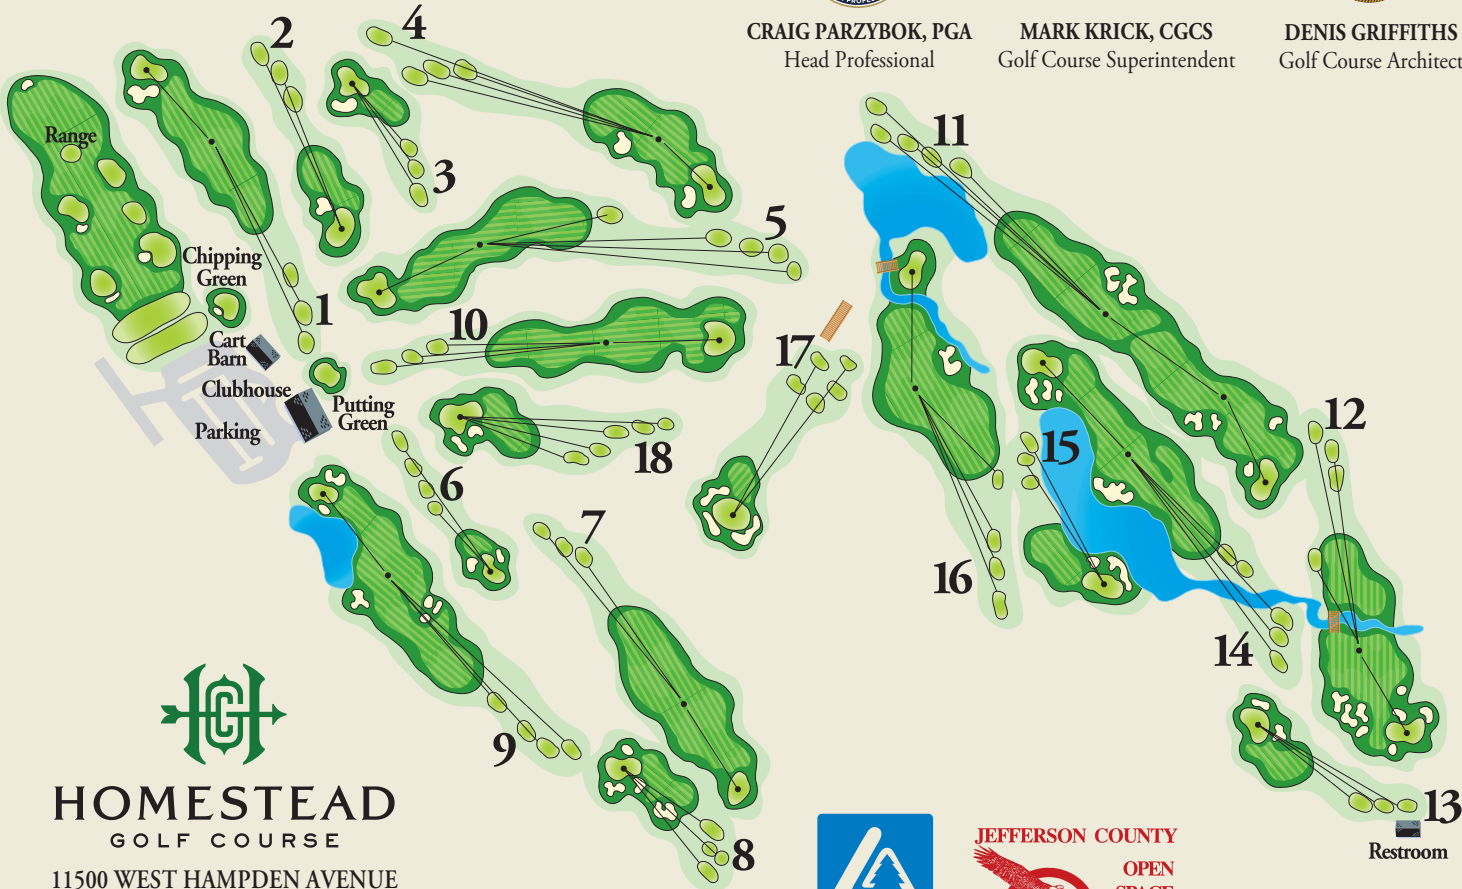 CRAIG PARZYBOK, PGA
Head Professional
MARK KRICK, CGCS
Golf Course Superintendent
DENIS GRIFFITHS
Golf Course Architect
2
4
3
11
Range
5
Chipping
Green
1
10
Cart
Barn
17
Clubhouse
Putting
Green
Parking
18
15
12
6
7
16
14
9
8
13
Restroom
HCG
HOMESTEAD
GOLF COURSE
11500 WEST HAMPDEN AVENUE
JEFFERSON COUNTY
OPEN
SPACE